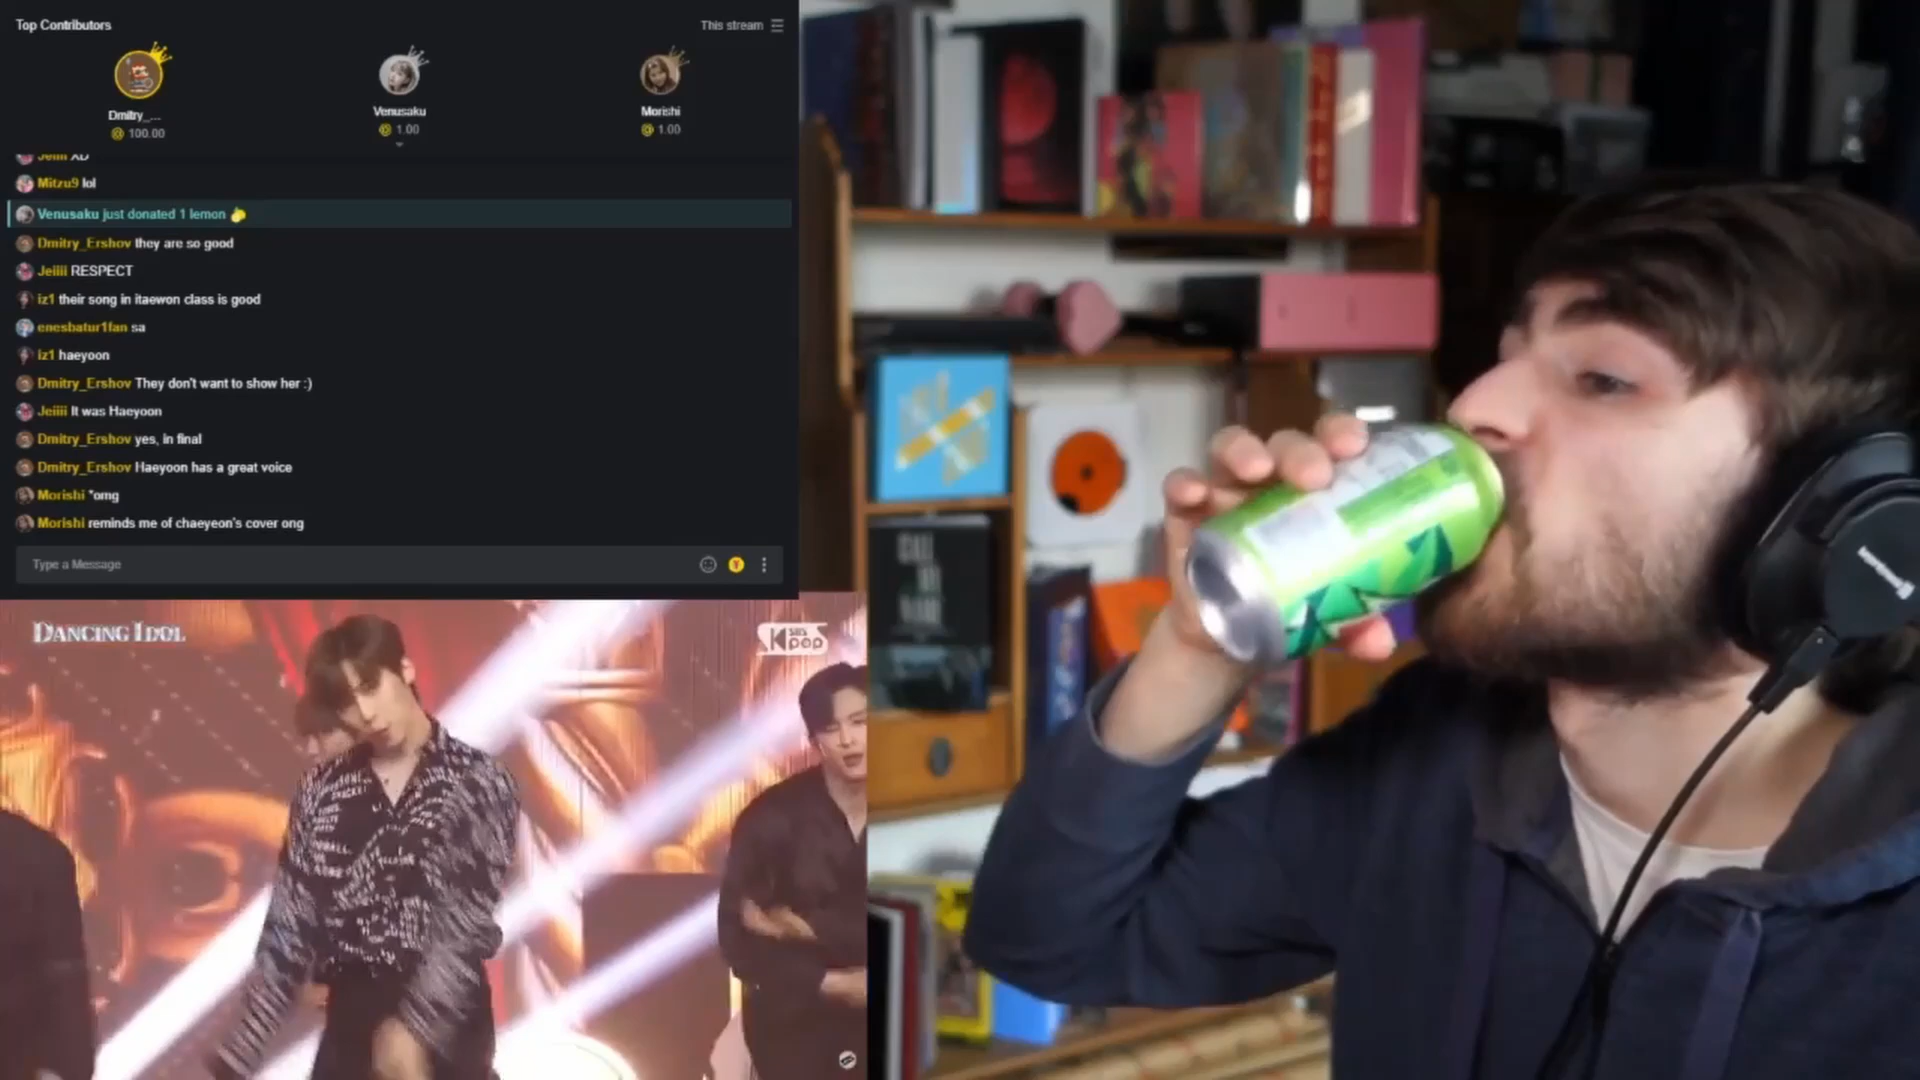 Top Contributors
This stream
Dmitry_...
100.00
Venusaku
1.00
Morishi
1.00
Jeiiii XD
Mitzu9 lol
Venusaku just donated 1 lemon
Dmitry_Ershov they are so good
Jeiiii RESPECT
iz1 their song in itaewon class is good
enesbatur1fan sa
iz1 haeyoon
Dmitry_Ershov They don't want to show her :)
Jeiiii It was Haeyoon
Dmitry_Ershov yes, in final
Dmitry_Ershov Haeyoon has a great voice
Morishi *omg
Morishi reminds me of chaeyeon's cover ong
Type a Message
DANCING IDOL
SBS
Kpop